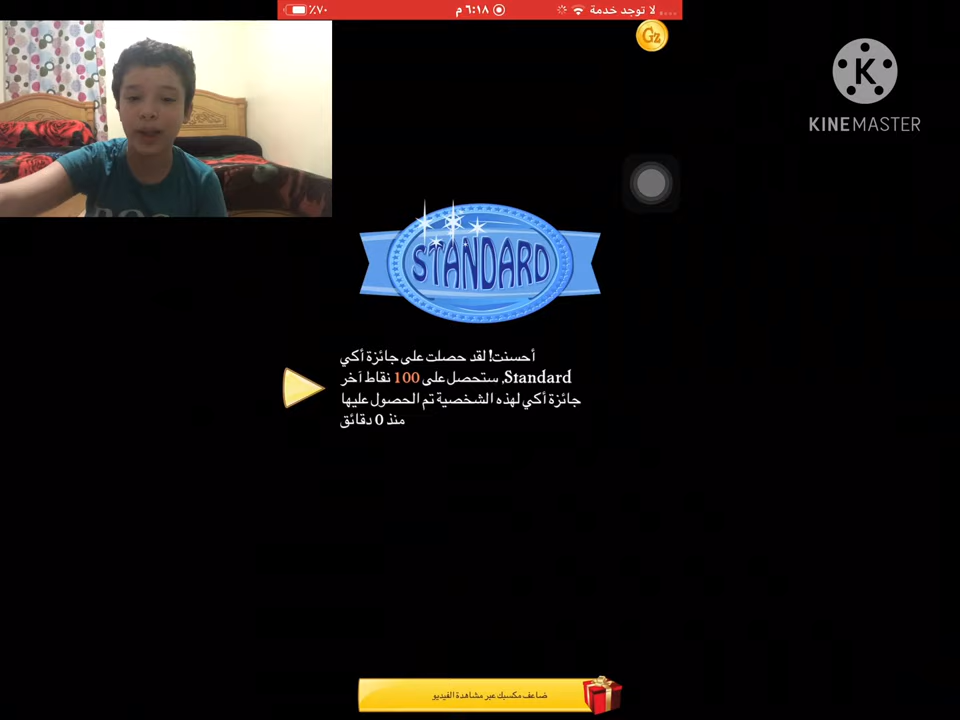 لا توجد خدمة
٦:١٨ م
٪٧٠
Gz
K
KINEMASTER
STANDARD
أحسنت! لقد حصلت على جائزة أكي
Standard, ستحصل على 100 نقاط آخر
جائزة أكي لهذه الشخصية تم الحصول عليها
منذ 0 دقائق
ضاعف مكسبك عبر مشاهدة الفيديو